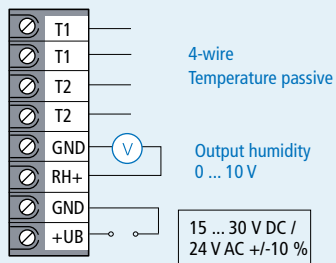 T1
T1
T2
T2
GND
RH+
GND
+UB
4-wire
Temperature passive
V
Output humidity
0 ... 10 V
15 ... 30 V DC /
24 V AC +/-10 %